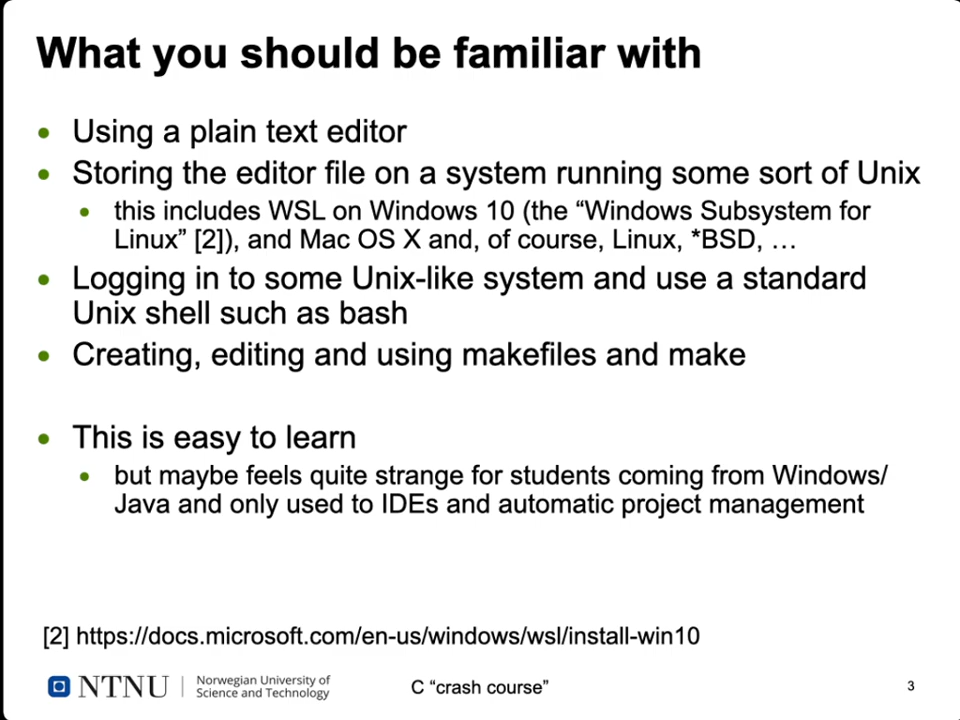 What you should be familiar with
• Using a plain text editor
• Storing the editor file on a system running some sort of Unix
• this includes WSL on Windows 10 (the “Windows Subsystem for
Linux” [2]), and Mac OS X and, of course, Linux, *BSD, …
• Logging in to some Unix-like system and use a standard
Unix shell such as bash
• Creating, editing and using makefiles and make
• This is easy to learn
• but maybe feels quite strange for students coming from Windows/
Java and only used to IDEs and automatic project management
[2] https://docs.microsoft.com/en-us/windows/wsl/install-win10
NTNU | Norwegian University of
Science and Technology
C “crash course”
3